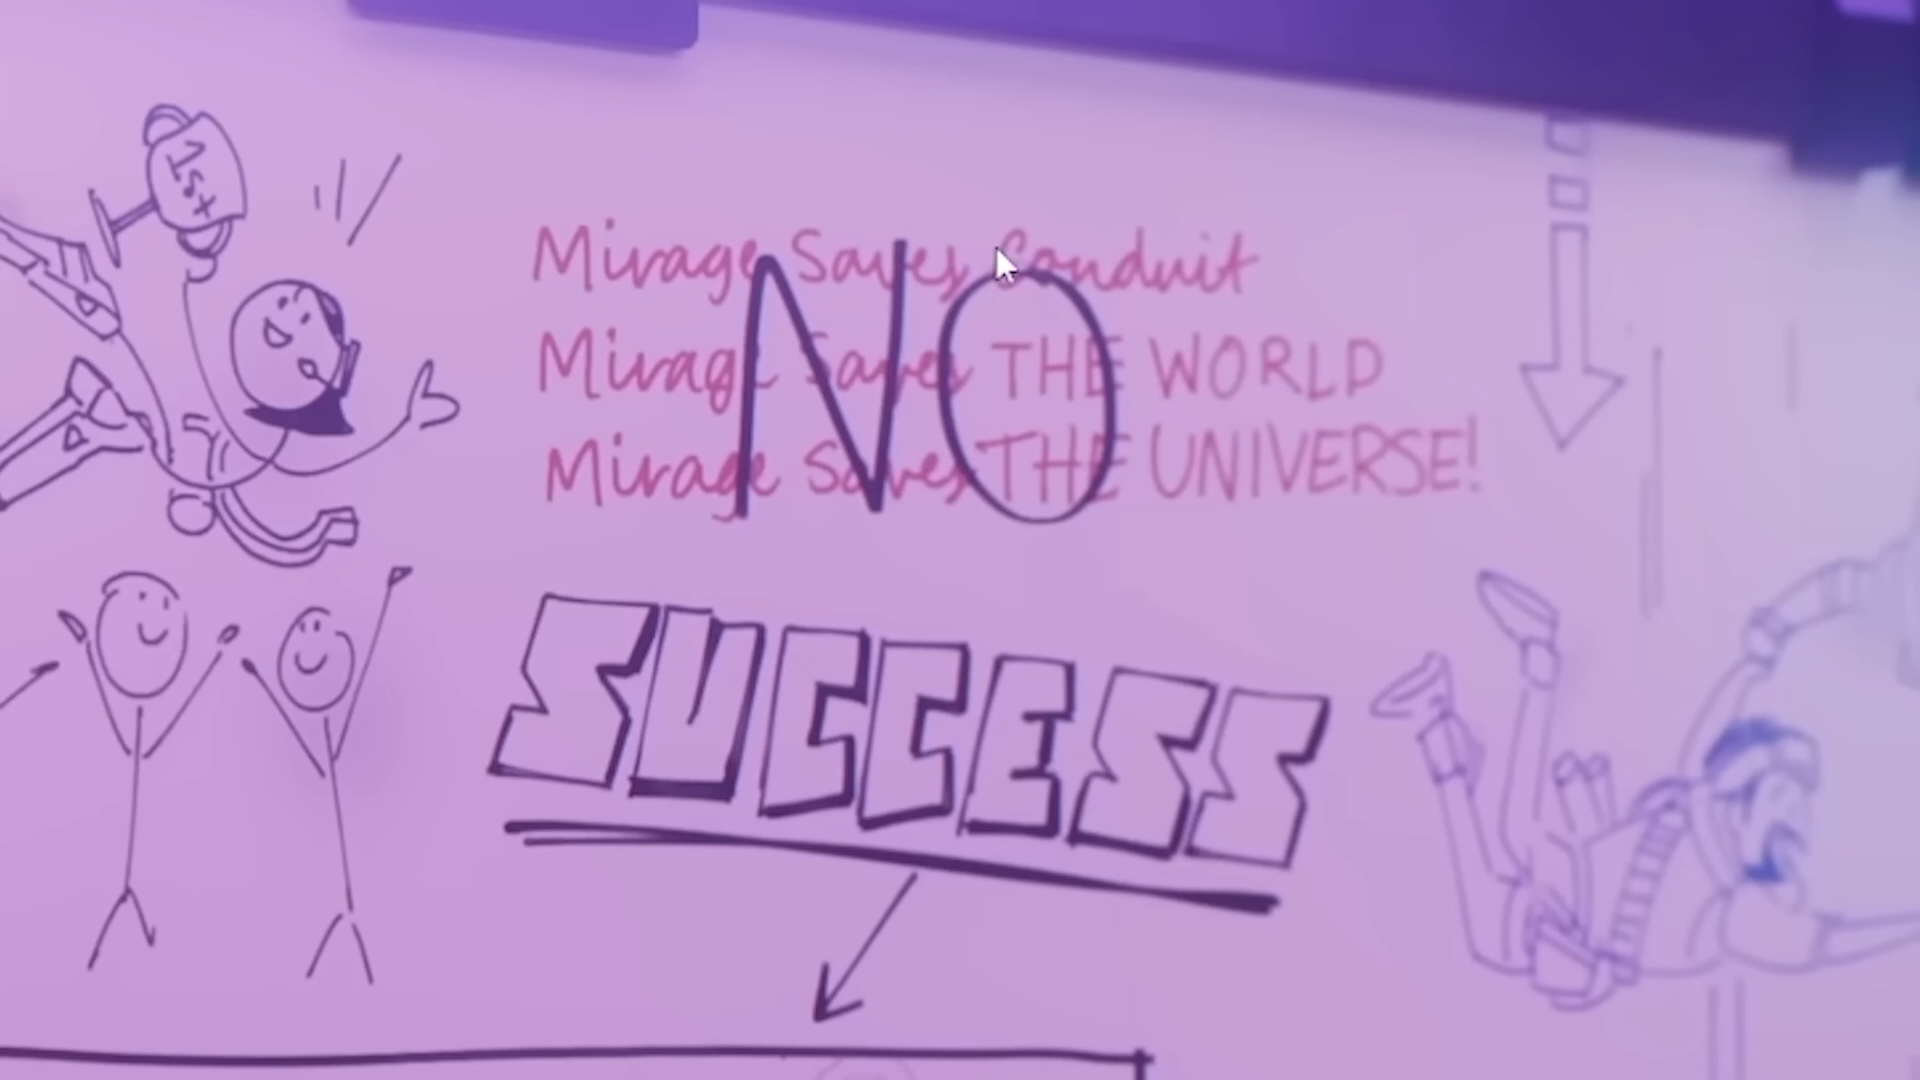 1st
Mirage Saves Conduit
Mirage Saves THE WORLD
Mirage Saves THE UNIVERSE!
NO
SUCCESS